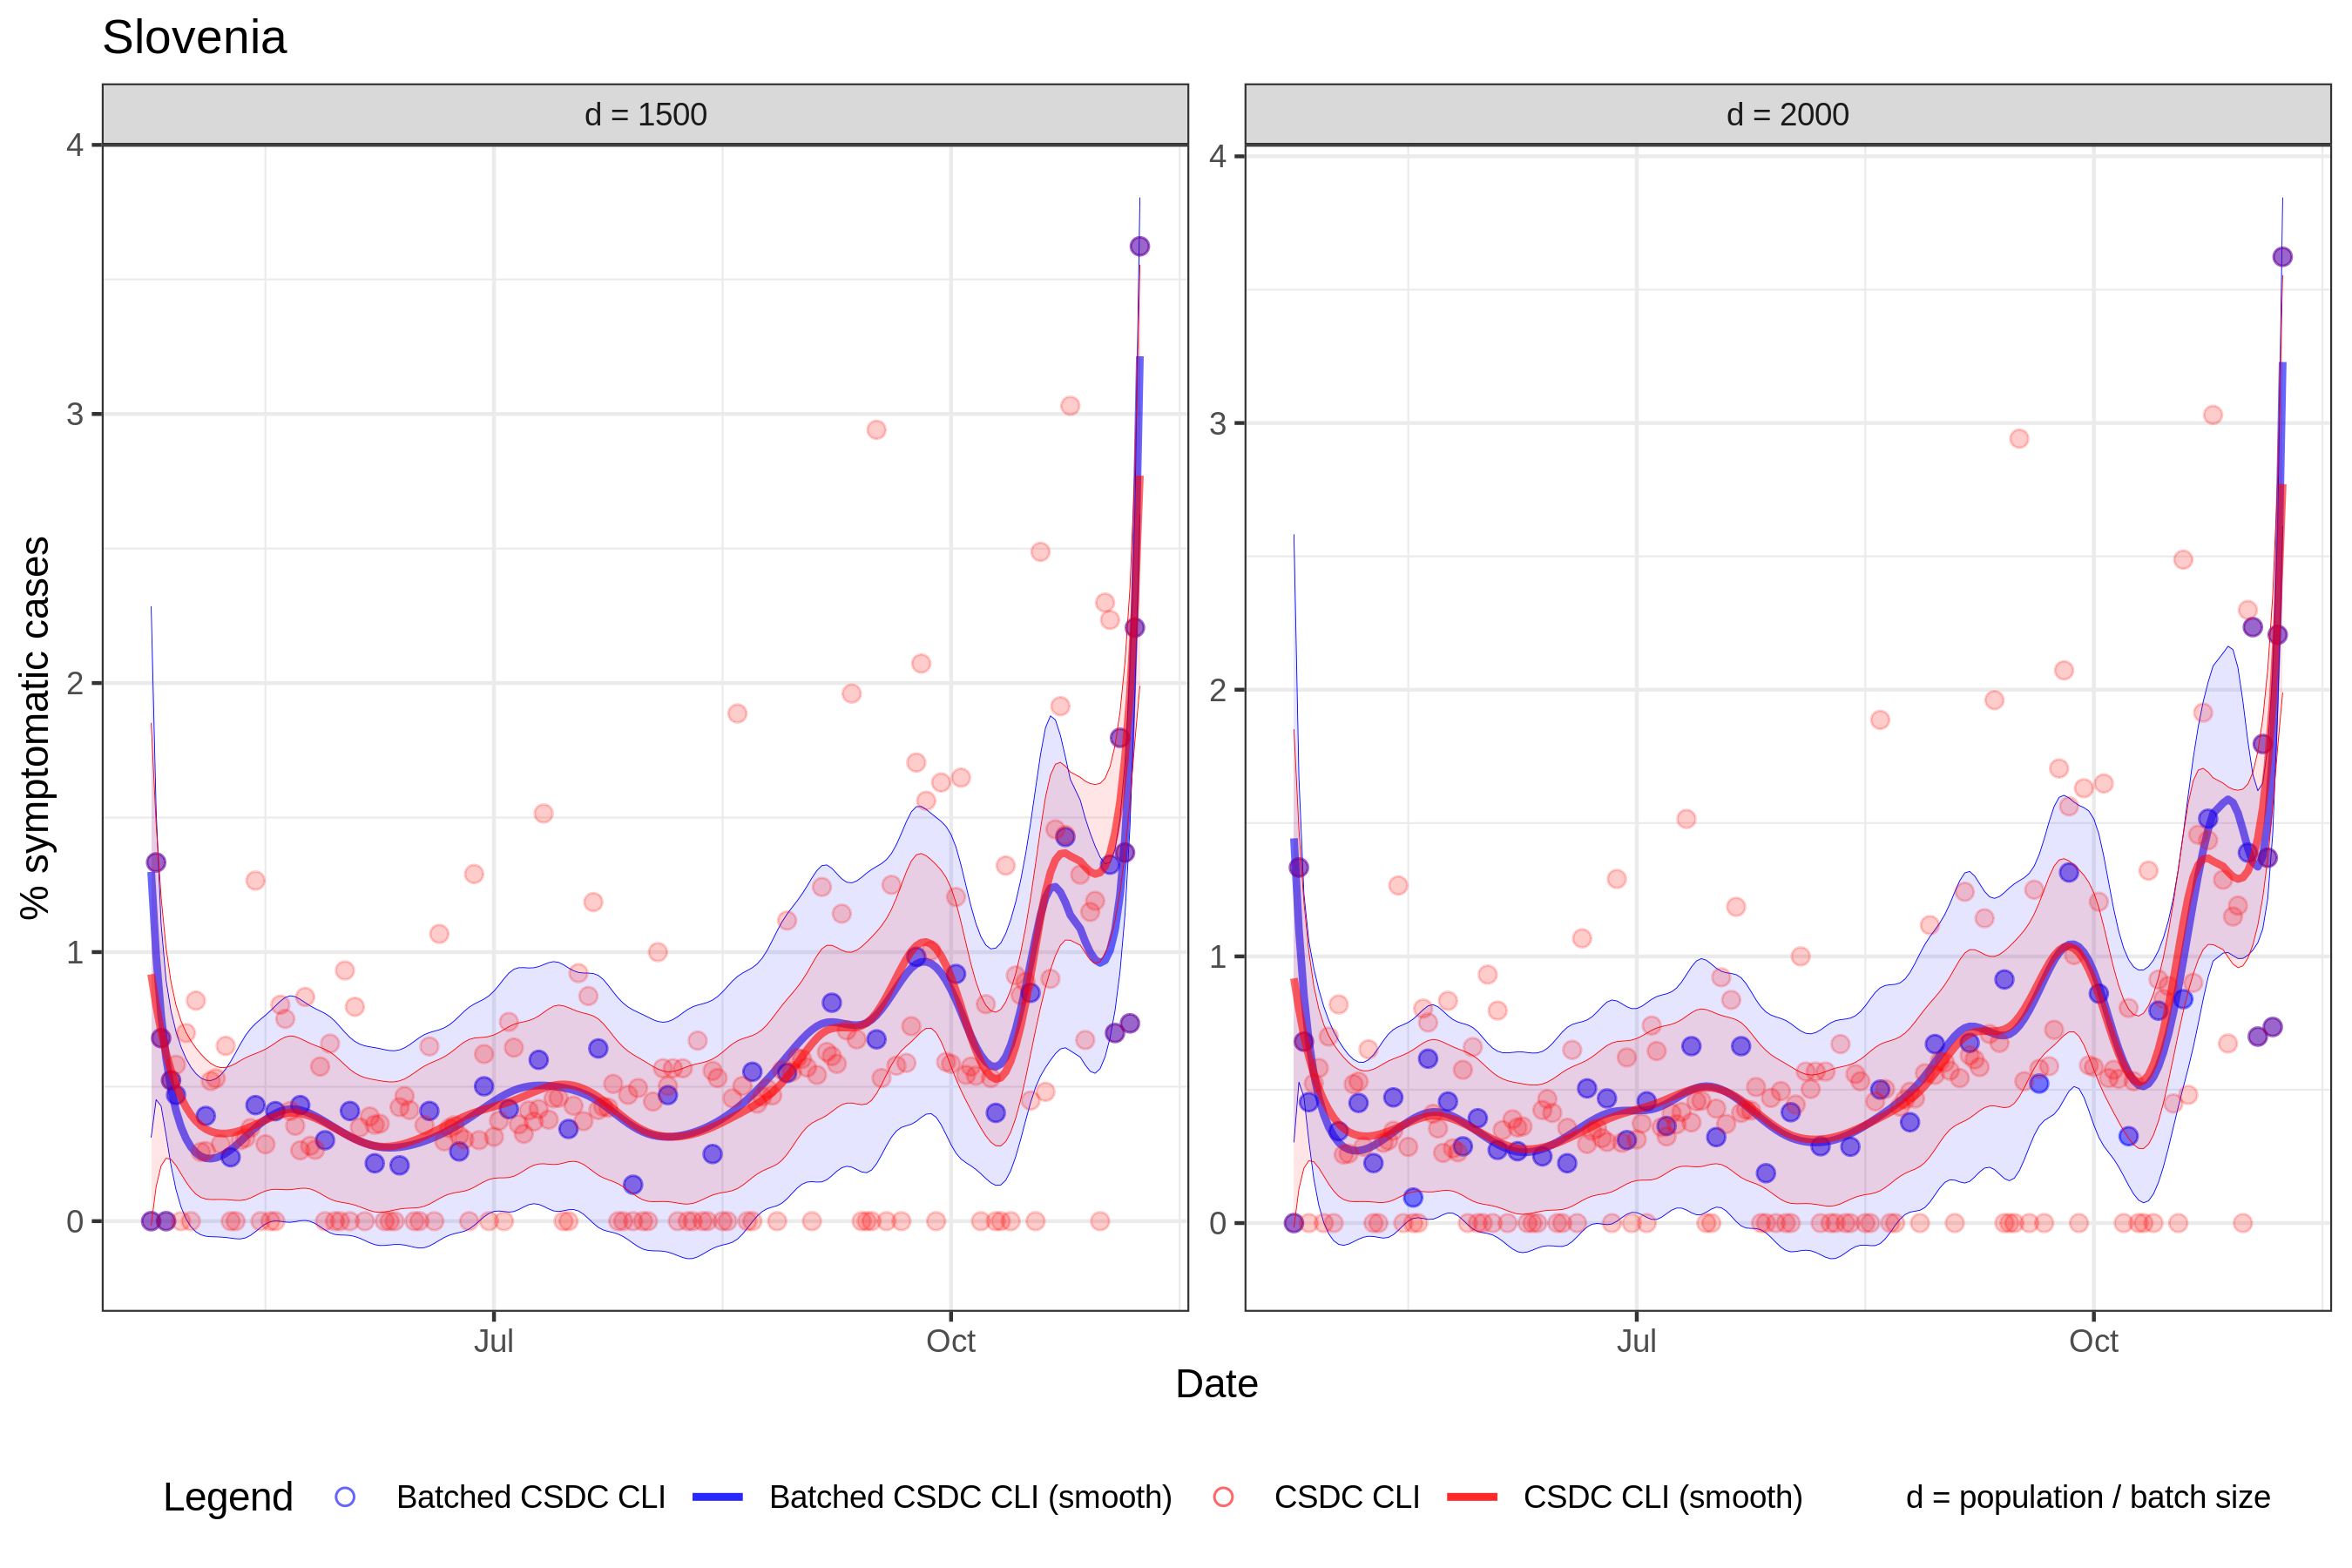 Slovenia
d = 1500
d = 2000
% symptomatic cases
4
3
2
1
0
4
3
2
1
0
Jul
Oct
Jul
Oct
Date
Legend
Batched CSDC CLI
Batched CSDC CLI (smooth)
CSDC CLI
CSDC CLI (smooth)
d = population / batch size